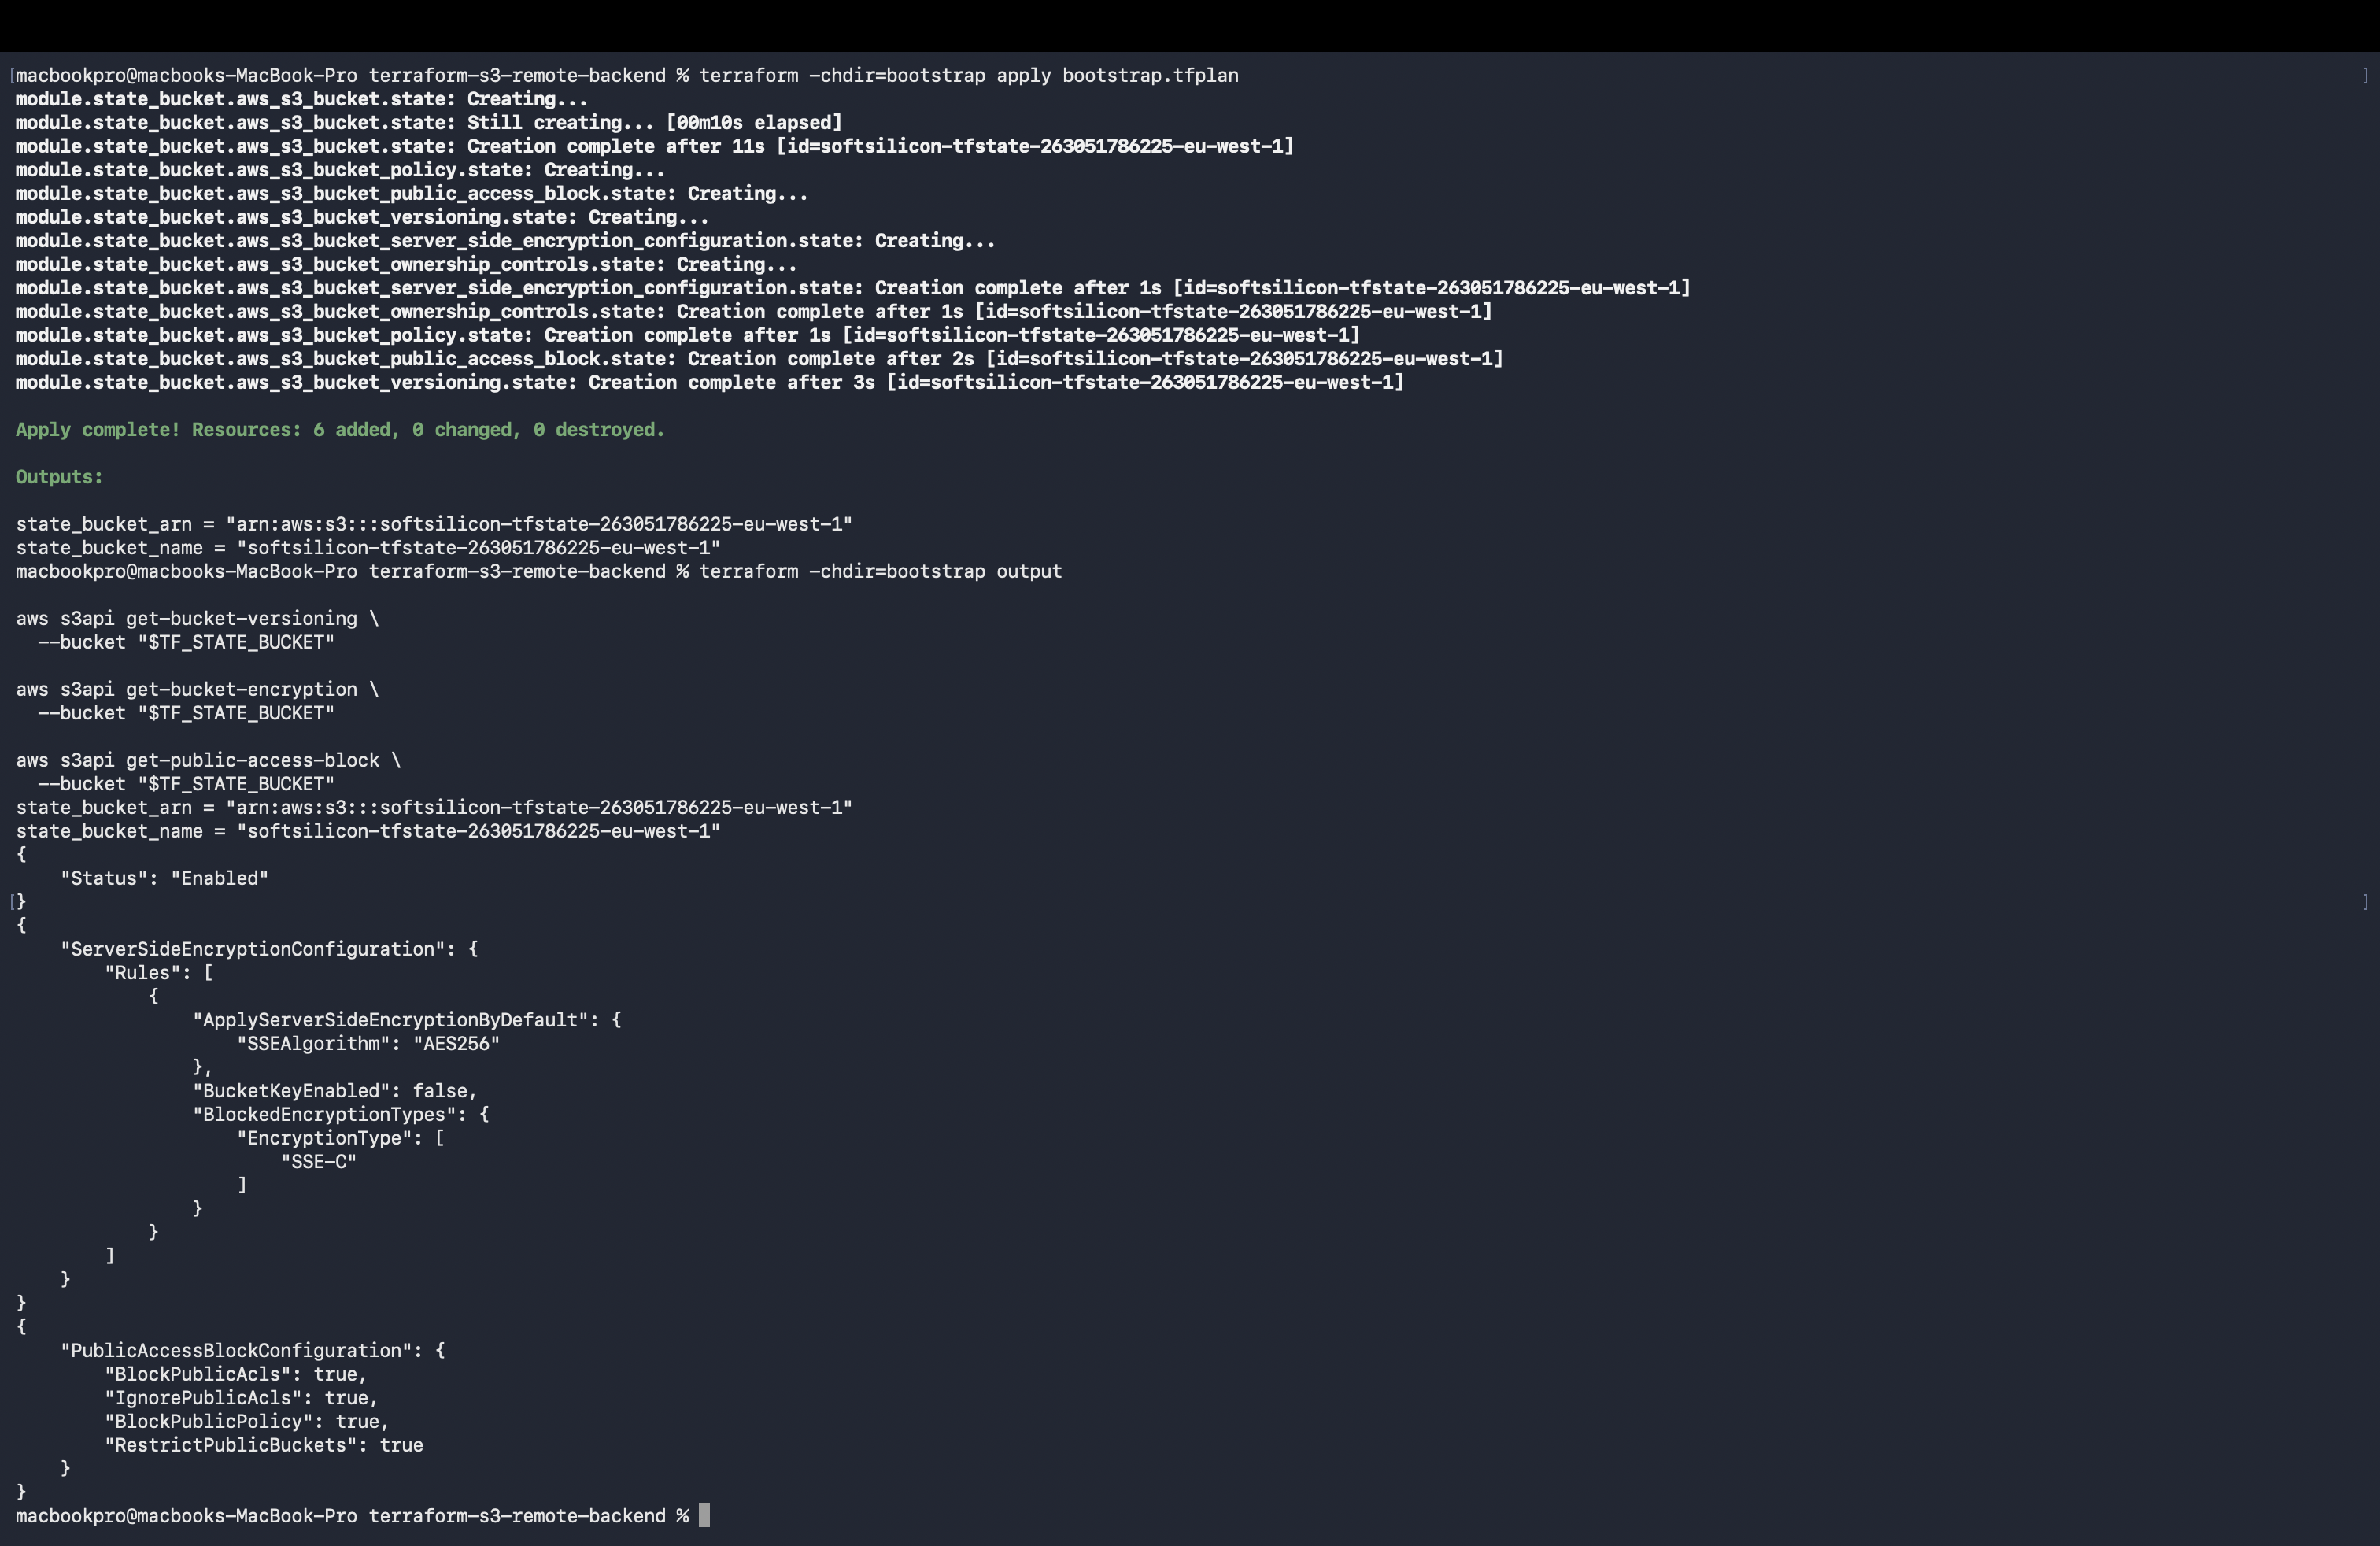 [macbookpro@macbooks-MacBook-Pro terraform-s3-remote-backend % terraform -chdir=bootstrap apply bootstrap.tfplan ]
module.state_bucket.aws_s3_bucket.state: Creating...
module.state_bucket.aws_s3_bucket.state: Still creating... [00m10s elapsed]
module.state_bucket.aws_s3_bucket.state: Creation complete after 11s [id=softsilicon-tfstate-263051786225-eu-west-1]
module.state_bucket.aws_s3_bucket_policy.state: Creating...
module.state_bucket.aws_s3_bucket_public_access_block.state: Creating...
module.state_bucket.aws_s3_bucket_versioning.state: Creating...
module.state_bucket.aws_s3_bucket_server_side_encryption_configuration.state: Creating...
module.state_bucket.aws_s3_bucket_ownership_controls.state: Creating...
module.state_bucket.aws_s3_bucket_server_side_encryption_configuration.state: Creation complete after 1s [id=softsilicon-tfstate-263051786225-eu-west-1]
module.state_bucket.aws_s3_bucket_ownership_controls.state: Creation complete after 1s [id=softsilicon-tfstate-263051786225-eu-west-1]
module.state_bucket.aws_s3_bucket_policy.state: Creation complete after 1s [id=softsilicon-tfstate-263051786225-eu-west-1]
module.state_bucket.aws_s3_bucket_public_access_block.state: Creation complete after 2s [id=softsilicon-tfstate-263051786225-eu-west-1]
module.state_bucket.aws_s3_bucket_versioning.state: Creation complete after 3s [id=softsilicon-tfstate-263051786225-eu-west-1]

Apply complete! Resources: 6 added, 0 changed, 0 destroyed.

Outputs:

state_bucket_arn = "arn:aws:s3:::softsilicon-tfstate-263051786225-eu-west-1"
state_bucket_name = "softsilicon-tfstate-263051786225-eu-west-1"
macbookpro@macbooks-MacBook-Pro terraform-s3-remote-backend % terraform -chdir=bootstrap output

aws s3api get-bucket-versioning \
  --bucket "$TF_STATE_BUCKET"

aws s3api get-bucket-encryption \
  --bucket "$TF_STATE_BUCKET"

aws s3api get-public-access-block \
  --bucket "$TF_STATE_BUCKET"
state_bucket_arn = "arn:aws:s3:::softsilicon-tfstate-263051786225-eu-west-1"
state_bucket_name = "softsilicon-tfstate-263051786225-eu-west-1"
{
    "Status": "Enabled"
[} ]
{
    "ServerSideEncryptionConfiguration": {
        "Rules": [
            {
                "ApplyServerSideEncryptionByDefault": {
                    "SSEAlgorithm": "AES256"
                },
                "BucketKeyEnabled": false,
                "BlockedEncryptionTypes": {
                    "EncryptionType": [
                        "SSE-C"
                    ]
                }
            }
        ]
    }
}
{
    "PublicAccessBlockConfiguration": {
        "BlockPublicAcls": true,
        "IgnorePublicAcls": true,
        "BlockPublicPolicy": true,
        "RestrictPublicBuckets": true
    }
}
macbookpro@macbooks-MacBook-Pro terraform-s3-remote-backend %